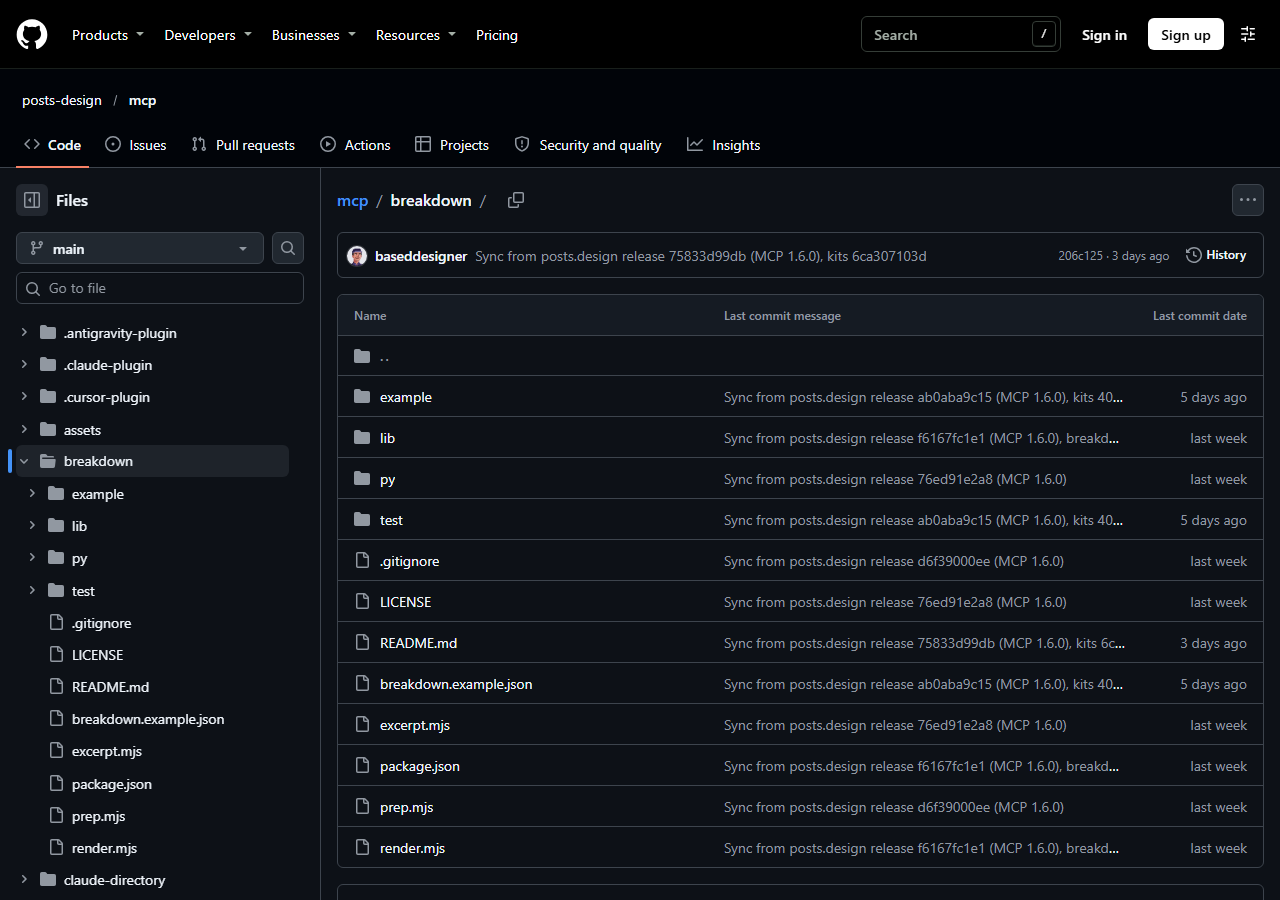 Products Developers Businesses Resources Pricing Search / Sign in Sign up
posts-design / mcp
Code Issues Pull requests Actions Projects Security and quality Insights
Files
main
Go to file
.antigravity-plugin
.claude-plugin
.cursor-plugin
assets
breakdown
example
lib
py
test
.gitignore
LICENSE
README.md
breakdown.example.json
excerpt.mjs
package.json
prep.mjs
render.mjs
claude-directory
mcp / breakdown /
baseddesigner Sync from posts.design release 75833d99db (MCP 1.6.0), kits 6ca307103d 206c125 · 3 days ago History
Name Last commit message Last commit date
..
example Sync from posts.design release ab0aba9c15 (MCP 1.6.0), kits 40... 5 days ago
lib Sync from posts.design release f6167fc1e1 (MCP 1.6.0), breakd... last week
py Sync from posts.design release 76ed91e2a8 (MCP 1.6.0) last week
test Sync from posts.design release ab0aba9c15 (MCP 1.6.0), kits 40... 5 days ago
.gitignore Sync from posts.design release d6f39000ee (MCP 1.6.0) last week
LICENSE Sync from posts.design release 76ed91e2a8 (MCP 1.6.0) last week
README.md Sync from posts.design release 75833d99db (MCP 1.6.0), kits 6c... 3 days ago
breakdown.example.json Sync from posts.design release ab0aba9c15 (MCP 1.6.0), kits 40... 5 days ago
excerpt.mjs Sync from posts.design release 76ed91e2a8 (MCP 1.6.0) last week
package.json Sync from posts.design release f6167fc1e1 (MCP 1.6.0), breakd... last week
prep.mjs Sync from posts.design release d6f39000ee (MCP 1.6.0) last week
render.mjs Sync from posts.design release f6167fc1e1 (MCP 1.6.0), breakd... last week